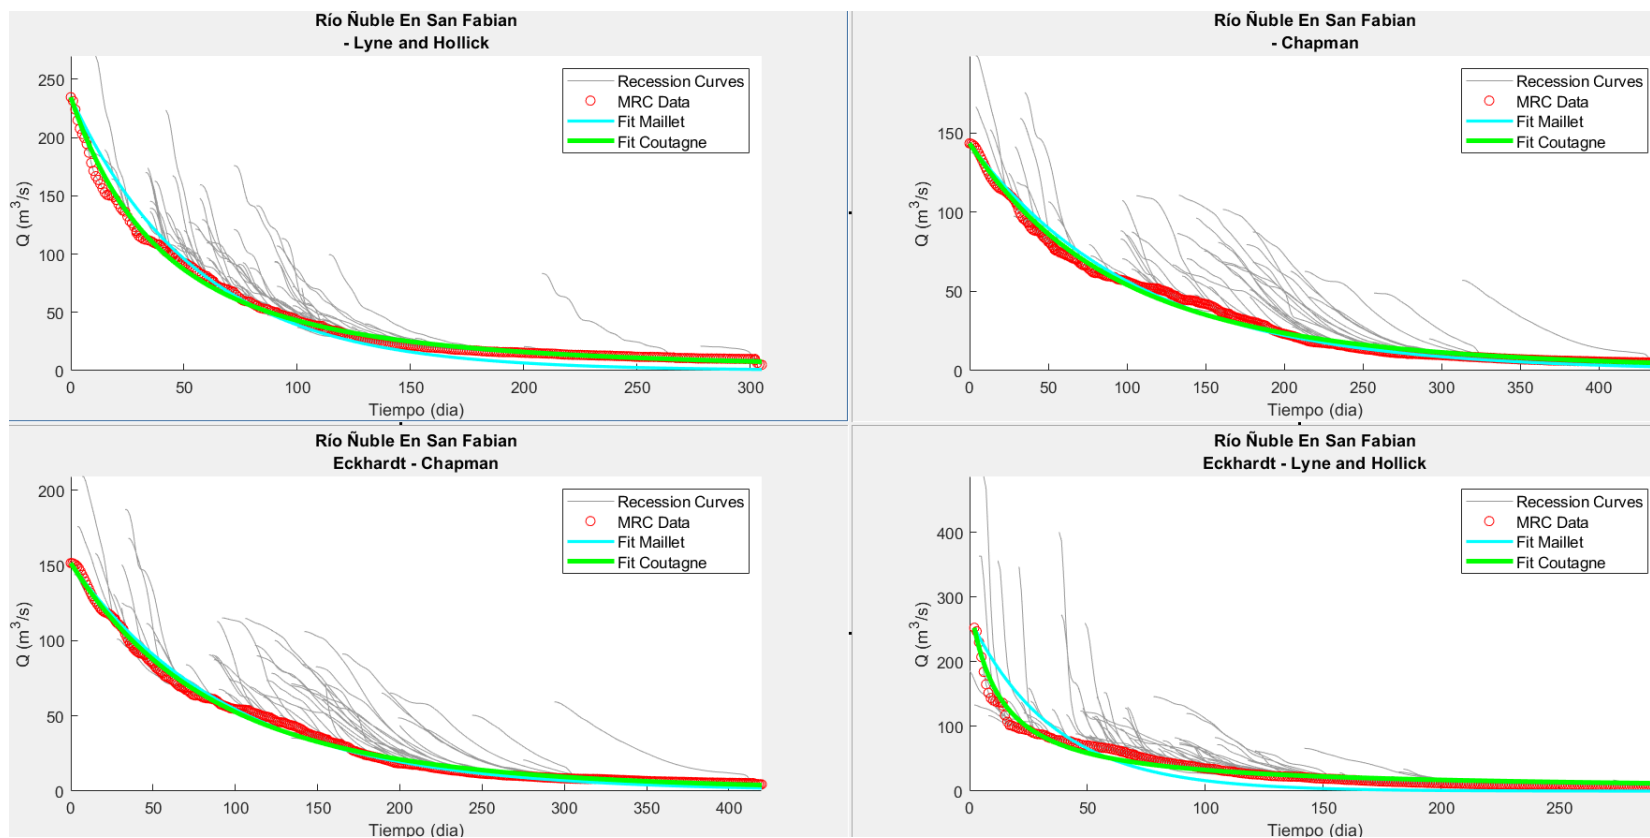 Río Ñuble En San Fabian
- Lyne and Hollick
Q (m³/s)
250
200
150
100
50
0
Recession Curves
MRC Data
Fit Maillet
Fit Coutagne
0 50 100 150 200 250 300
Tiempo (dia)
Río Ñuble En San Fabian
- Chapman
Q (m³/s)
150
100
50
0
Recession Curves
MRC Data
Fit Maillet
Fit Coutagne
0 50 100 150 200 250 300 350 400
Tiempo (dia)
Río Ñuble En San Fabian
Eckhardt - Chapman
Q (m³/s)
200
150
100
50
0
Recession Curves
MRC Data
Fit Maillet
Fit Coutagne
0 50 100 150 200 250 300 350 400
Tiempo (dia)
Río Ñuble En San Fabian
Eckhardt - Lyne and Hollick
Q (m³/s)
400
300
200
100
0
Recession Curves
MRC Data
Fit Maillet
Fit Coutagne
0 50 100 150 200 250
Tiempo (dia)